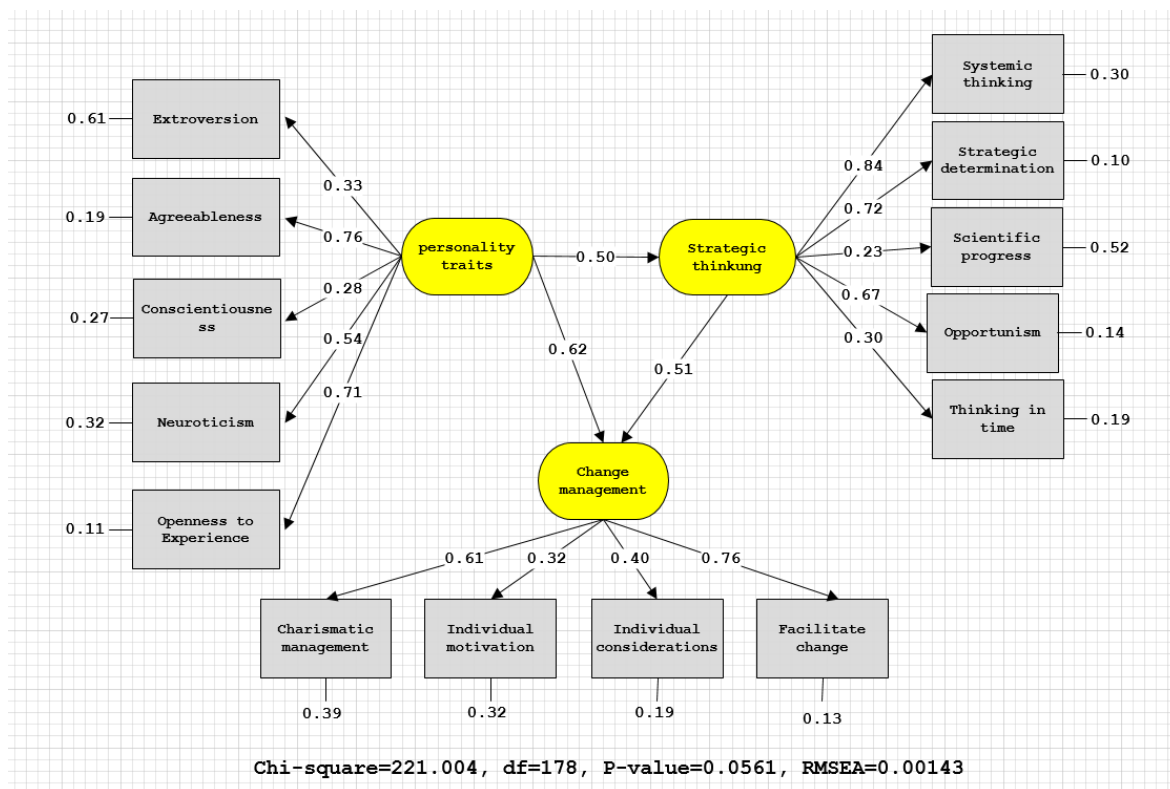 Extroversion
0.61
Agreeableness
0.19
Conscientiousne
ss
0.27
Neuroticism
0.32
Openness to
Experience
0.11
0.33
0.76
0.28
0.54
0.71
personality
traits
0.50
0.62
Strategic
thinkung
0.51
0.84
0.72
0.23
0.67
0.30
Systemic
thinking
0.30
Strategic
determination
0.10
Scientific
progress
0.52
Opportunism
0.14
Thinking in
time
0.19
Change
management
0.61
0.32
0.40
0.76
Charismatic
management
0.39
Individual
motivation
0.32
Individual
considerations
0.19
Facilitate
change
0.13
Chi-square=221.004, df=178, P-value=0.0561, RMSEA=0.00143